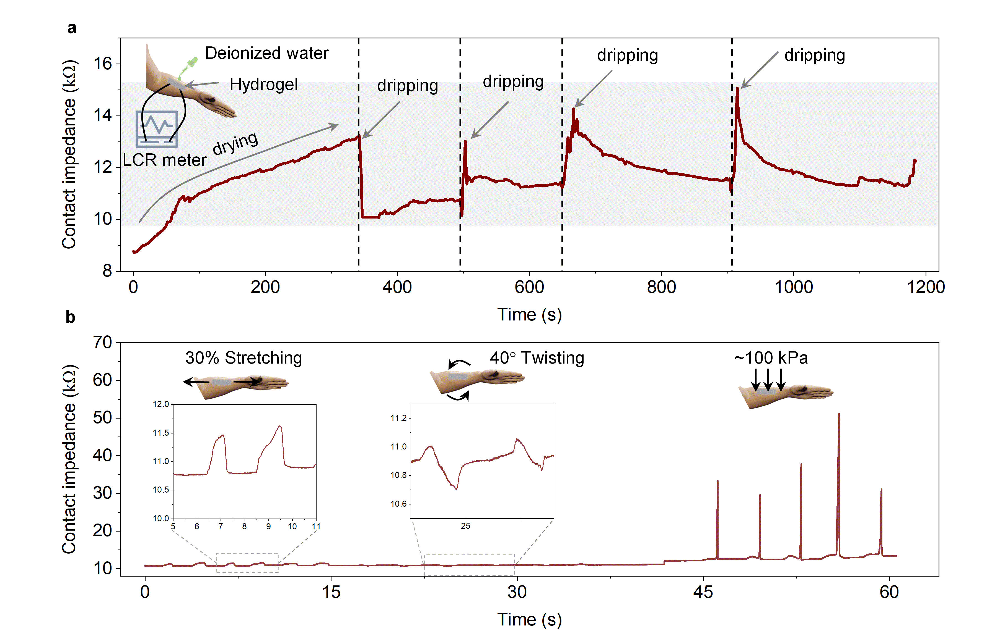 a
Deionized water
Hydrogel
LCR meter
drying
dripping
dripping
dripping
dripping
Contact impedance (kΩ)
16
14
12
10
8
0 200 400 600 800 1000 1200
Time (s)
b
30% Stretching
40° Twisting
~100 kPa
Contact impedance (kΩ)
70
60
50
40
30
20
10
12.0
11.5
11.0
10.5
10.0
5 6 7 8 9 10 11
11.2
11.0
10.8
10.6
25
0 15 30 45 60
Time (s)